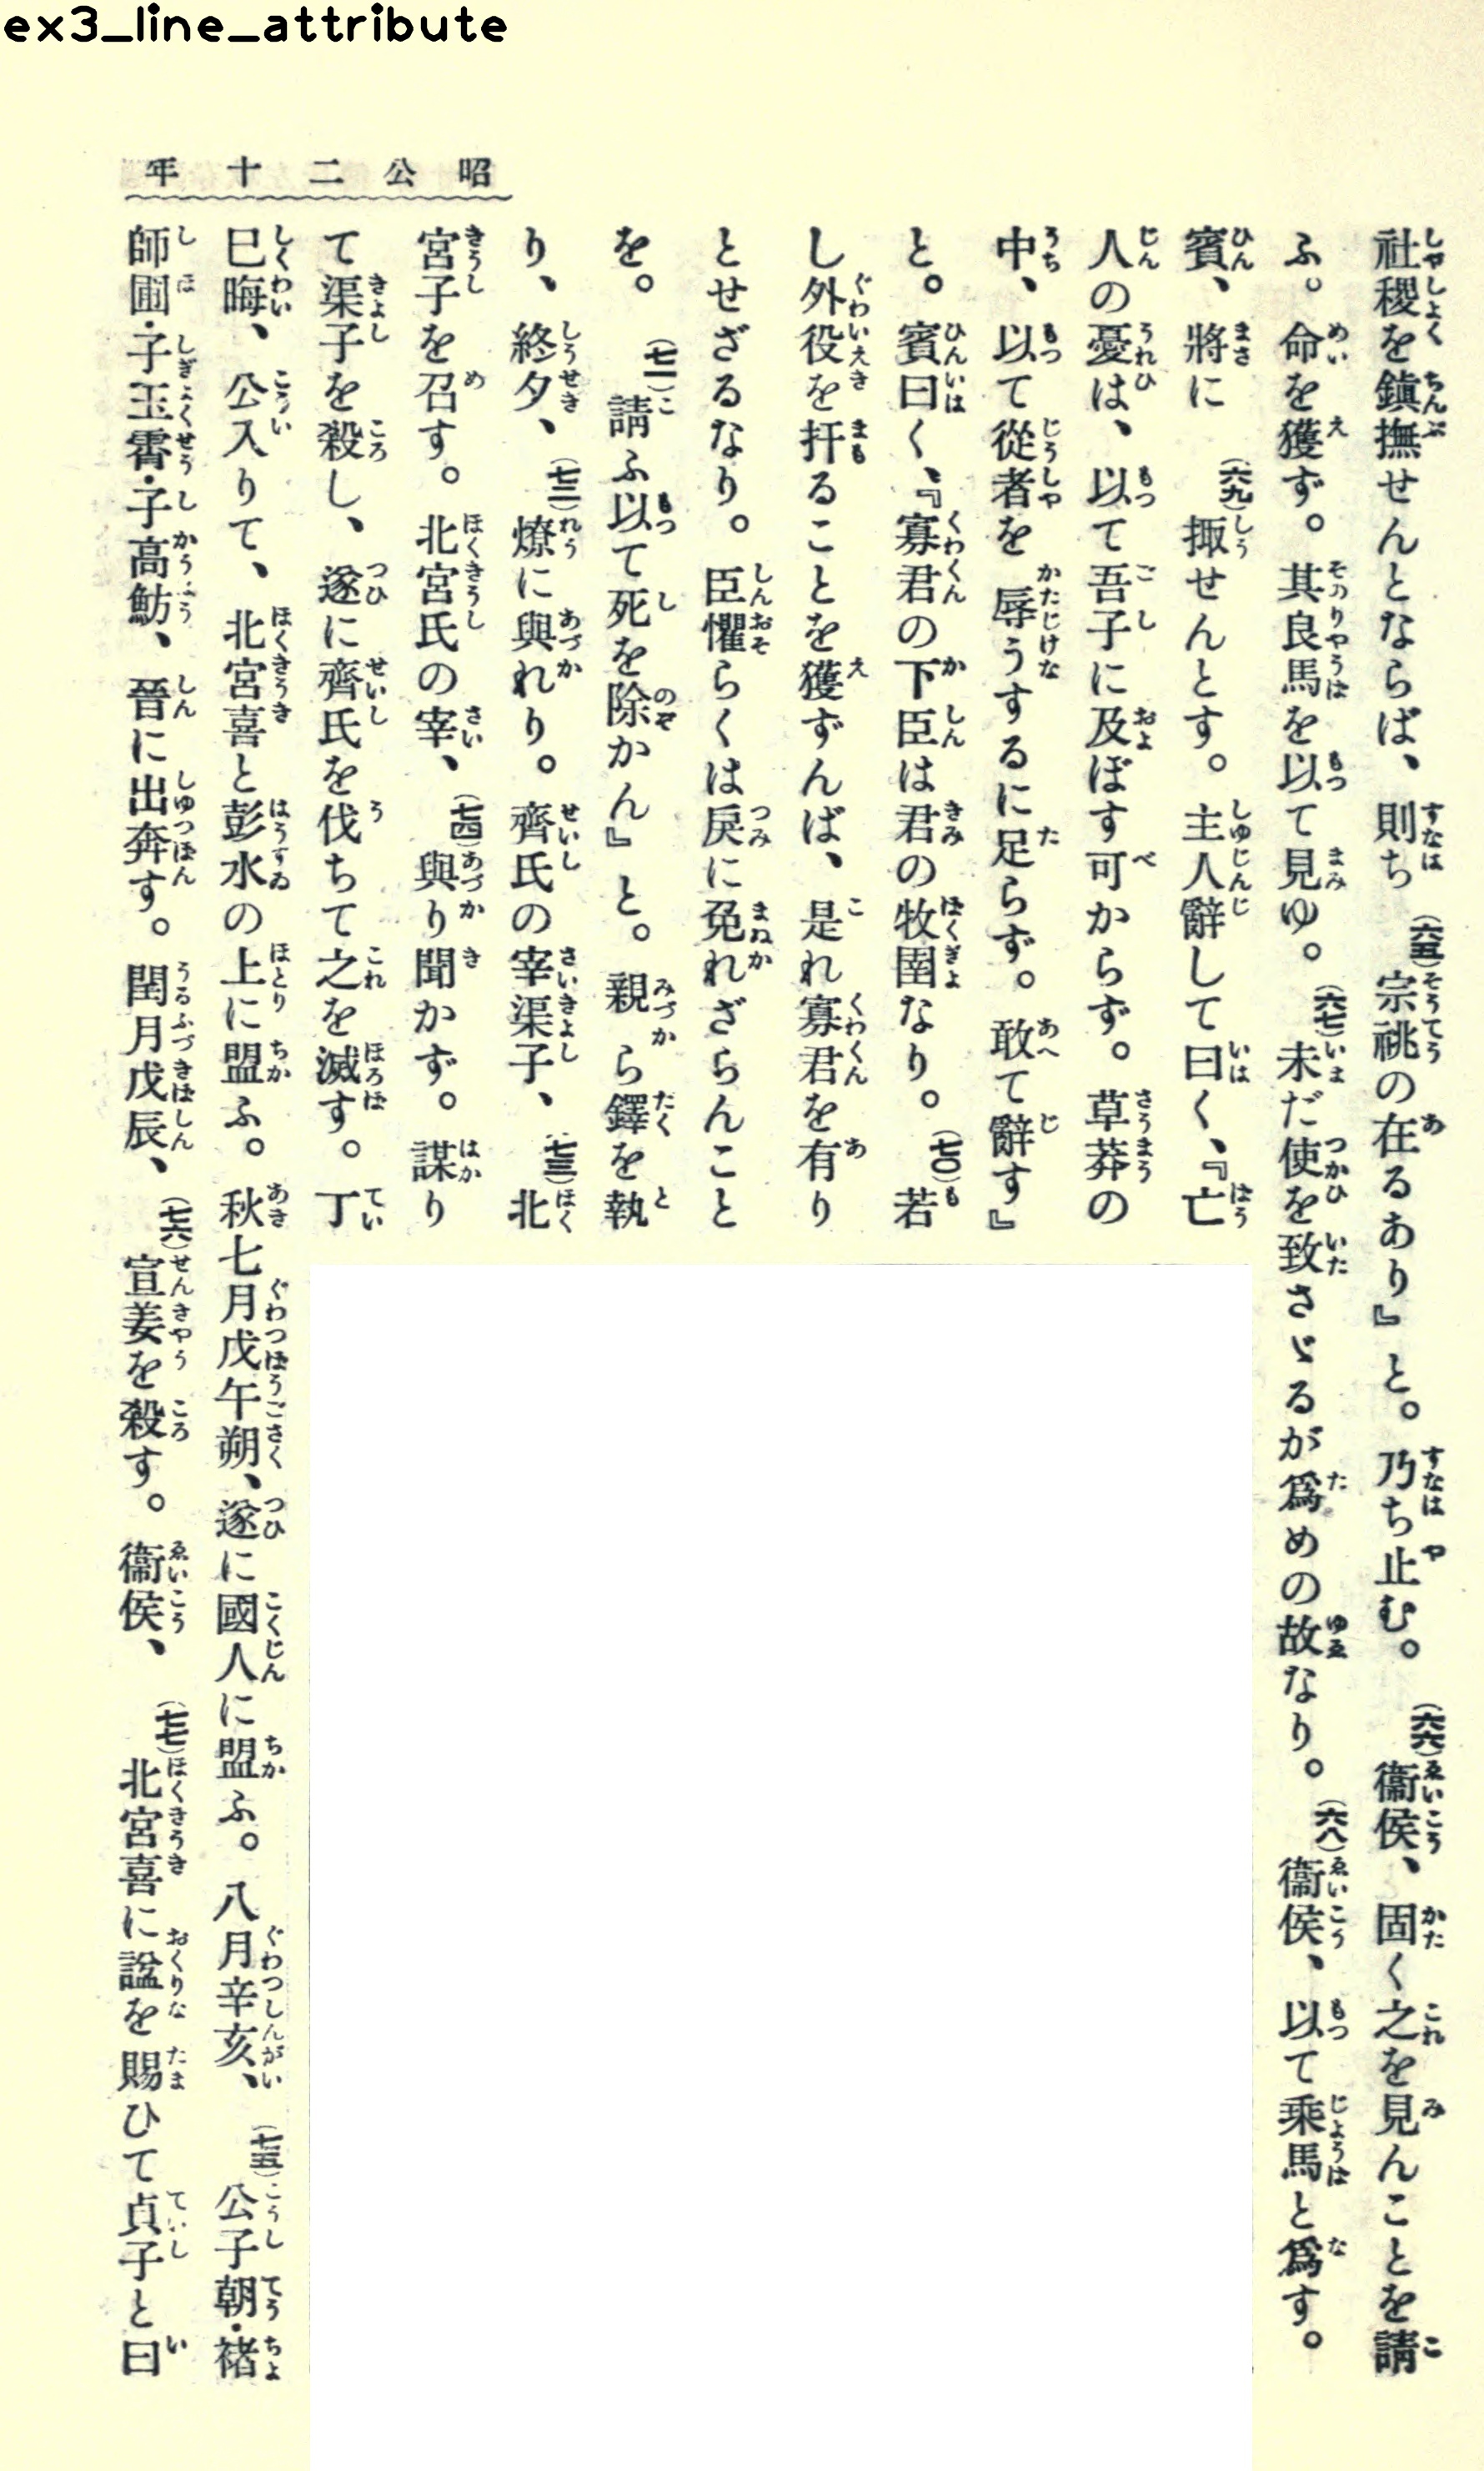 ex3_line_attribute
昭公二十年
社稷を鎭撫せんとならば、則ち(六五)宗祧の在るあり』と。乃ち止む。(六六)衞侯、固く之を見んことを請
ふ。命を獲ず。其良馬を以て見ゆ。(六七)未だ使を致さゞるが爲めの故なり。(六八)衞侯、以て乘馬と爲す。
賓、將に(六九)掫せんとす。主人辭して曰く、『亡
人の憂は、以て吾子に及ぼす可からず。草莽の
中、以て從者を辱うするに足らず。敢て辭す』
と。賓曰く、『寡君の下臣は君の牧圉なり。(七〇)若
し外役を扞ることを獲ずんば、是れ寡君を有り
とせざるなり。臣懼らくは戾に免れざらんこと
を。(七一)請ふ以て死を除かん』と。親ら鐸を執
り、終夕、(七二)燎に與れり。齊氏の宰渠子、(七三)北
宮子を召す。北宮氏の宰、(七四)與り聞かず。謀り
て渠子を殺し、遂に齊氏を伐ちて之を滅す。丁
巳晦、公入りて、北宮喜と彭水の上に盟ふ。秋七月戊午朔、遂に國人に盟ふ。八月辛亥、(七五)公子朝・褚
師圃・子玉霄・子高魴、晉に出奔す。閏月戊辰、(七六)宣姜を殺す。衞侯、(七七)北宮喜に諡を賜ひて貞子と曰